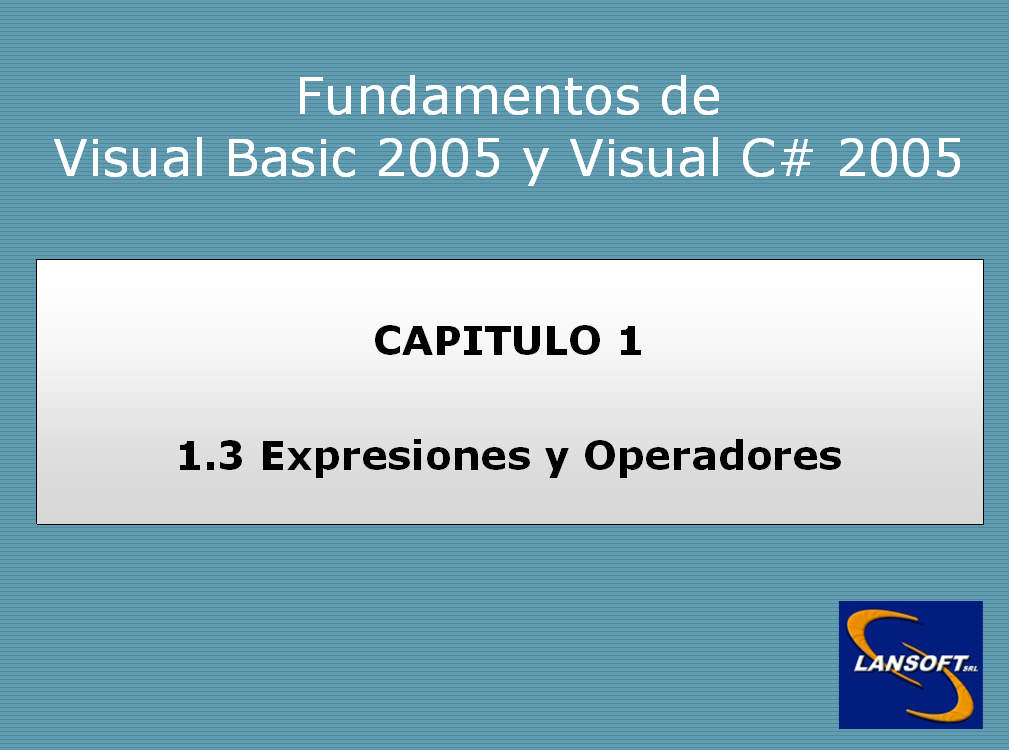 Fundamentos de
Visual Basic 2005 y Visual C# 2005
CAPITULO 1
1.3 Expresiones y Operadores
LANSOFT SRL